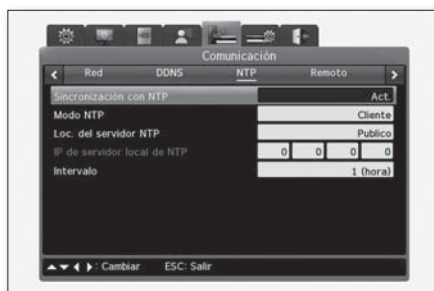 Comunicación
Red DDNS NTP Remoto
Sincronización con NTP Act.
Modo NTP Cliente
Loc. del servidor NTP Publico
IP de servidor local de NTP 0 0 0 0
Intervalo 1 (hora)
: Cambiar ESC: Salir